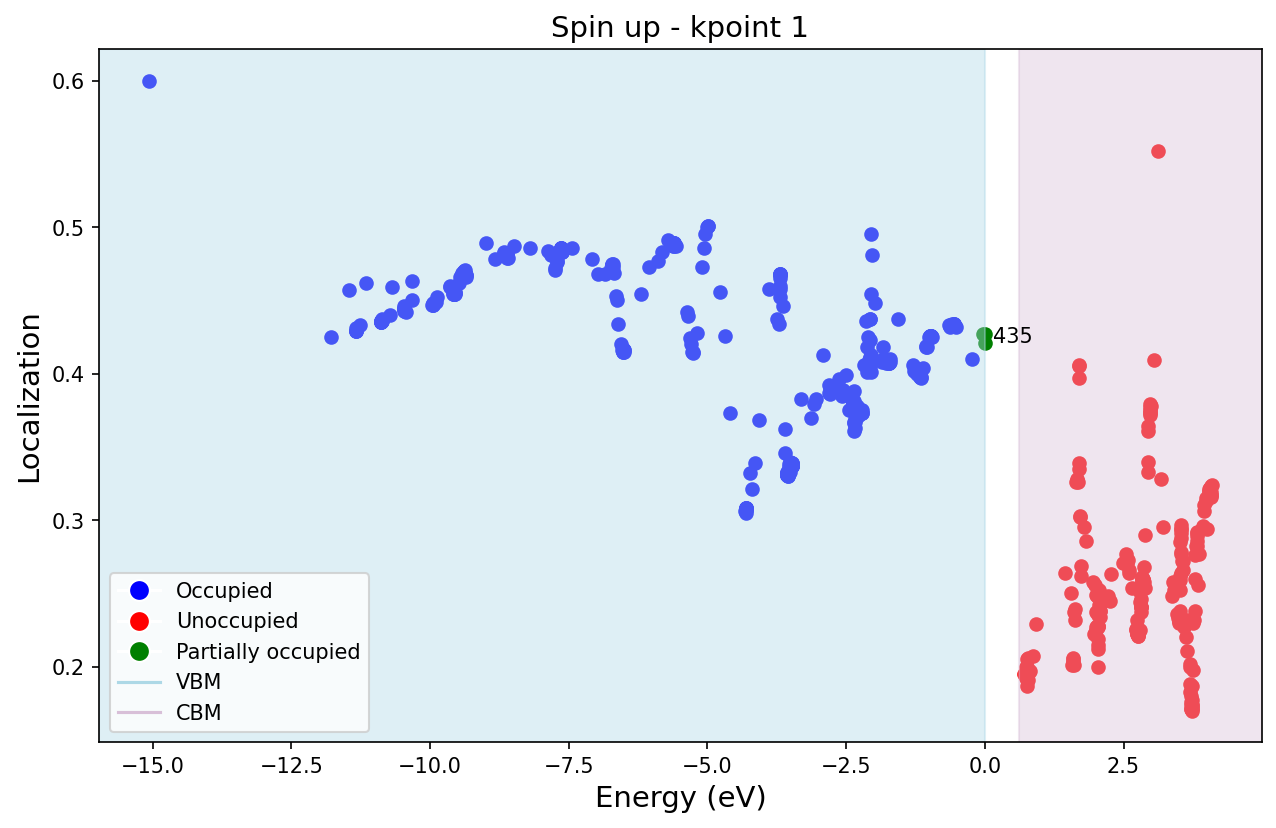 Spin up - kpoint 1
Localization
0.6
0.5
0.4
0.3
0.2
435
Occupied
Unoccupied
Partially occupied
VBM
CBM
−15.0 −12.5 −10.0 −7.5 −5.0 −2.5 0.0 2.5
Energy (eV)